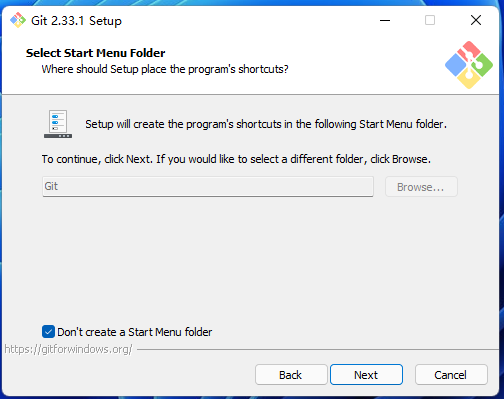 Git 2.33.1 Setup
Select Start Menu Folder
Where should Setup place the program's shortcuts?
Setup will create the program's shortcuts in the following Start Menu folder.
To continue, click Next. If you would like to select a different folder, click Browse.
Git
Browse...
Don't create a Start Menu folder
https://gitforwindows.org/
Back
Next
Cancel